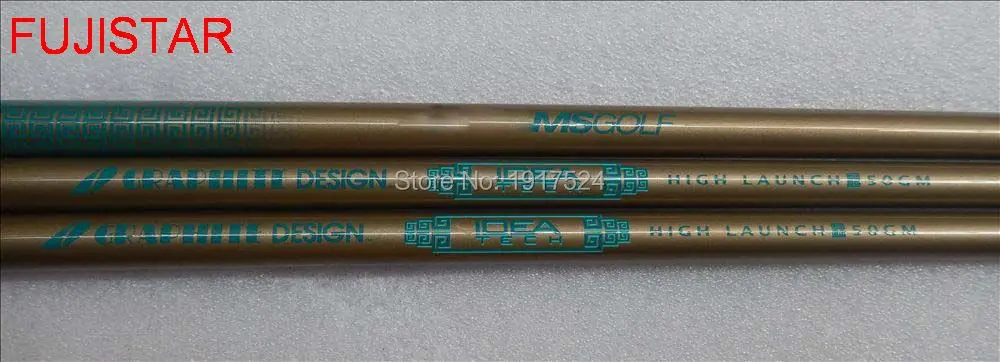 FUJISTAR
MSGOLF
GRAPHITE DESIGN HIGH LAUNCH 50GM
Store No: 1917524
GRAPHITE DESIGN IDEA TECH HIGH LAUNCH 50GM